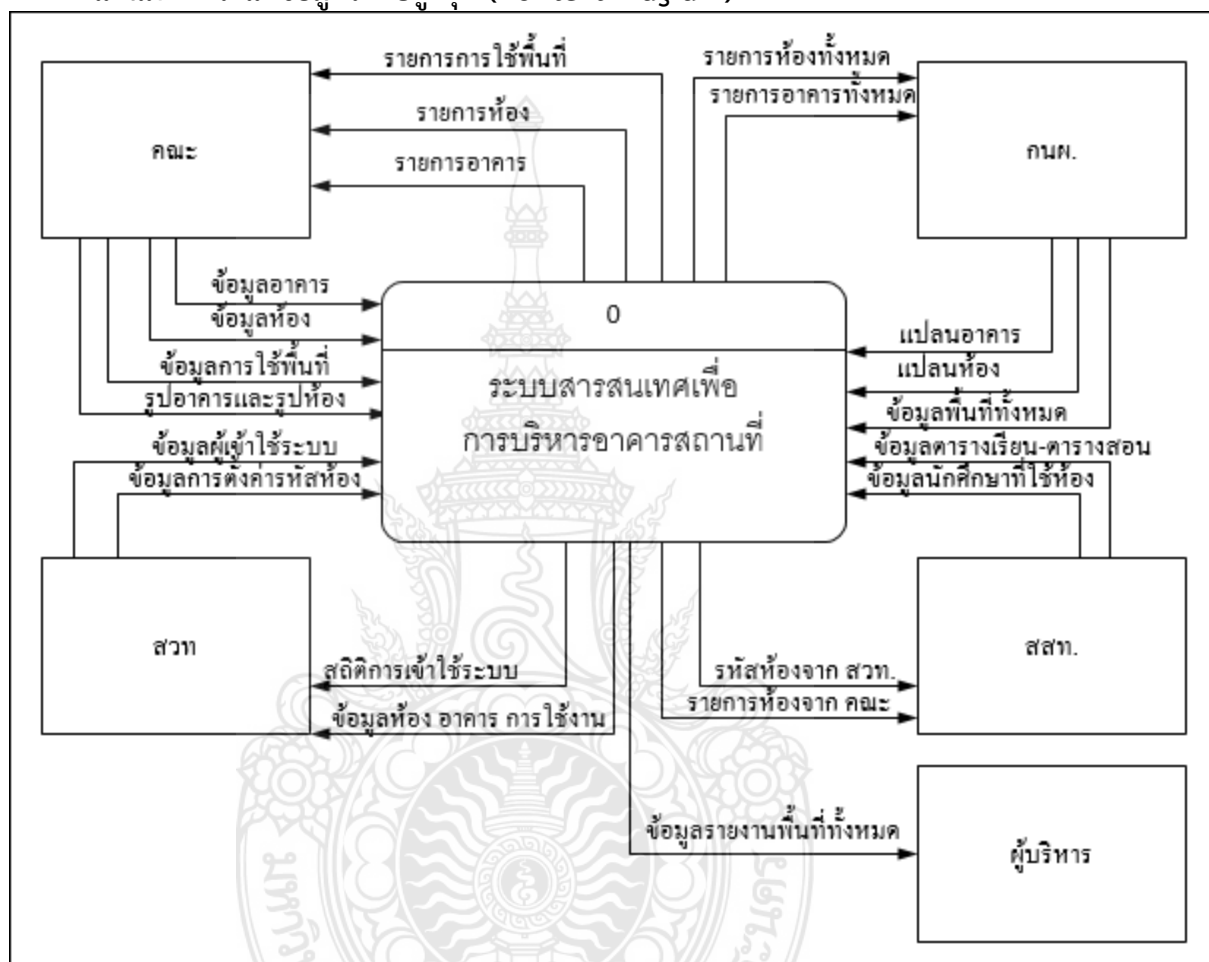 รายการการใช้พื้นที่
รายการห้อง
รายการอาคาร
คณะ
รายการห้องทั้งหมด
รายการอาคารทั้งหมด
กนผ.
ข้อมูลอาคาร
ข้อมูลห้อง
ข้อมูลการใช้พื้นที่
รูปอาคารและรูปห้อง
ข้อมูลผู้เข้าใช้ระบบ
ข้อมูลการตั้งค่ารหัสห้อง
0
ระบบสารสนเทศเพื่อ
การบริหารอาคารสถานที่
แปลนอาคาร
แปลนห้อง
ข้อมูลพื้นที่ทั้งหมด
ข้อมูลตารางเรียน-ตารางสอน
ข้อมูลนักศึกษาที่ใช้ห้อง
สวท
สถิติการเข้าใช้ระบบ
ข้อมูลห้อง อาคาร การใช้งาน
รหัสห้องจาก สวท.
รายการห้องจาก คณะ
สสท.
ข้อมูลรายงานพื้นที่ทั้งหมด
ผู้บริหาร